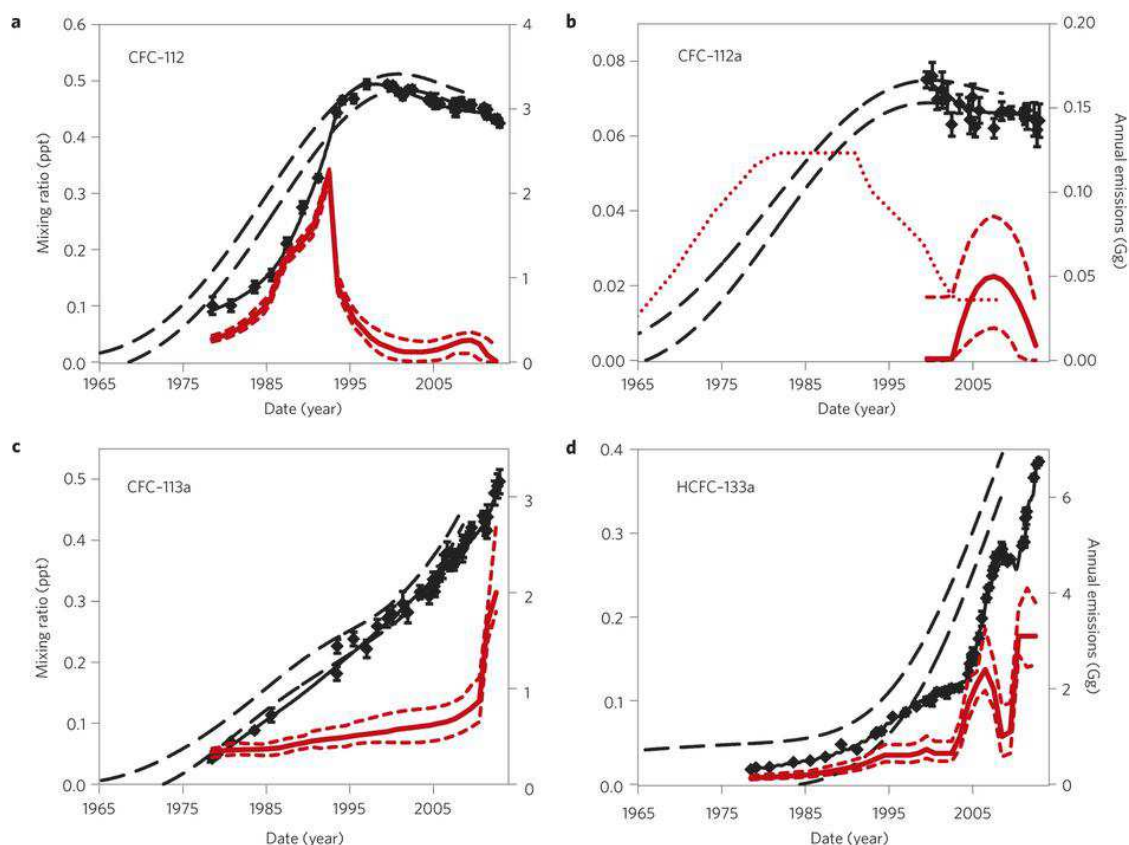 a
CFC–112
Mixing ratio (ppt)
0.6
0.5
0.4
0.3
0.2
0.1
0.0
4
3
2
1
0
1965 1975 1985 1995 2005
Date (year)
b
CFC–112a
0.08
0.06
0.04
0.02
0.00
0.20
0.15
0.10
0.05
0.00
Annual emissions (Gg)
1965 1975 1985 1995 2005
Date (year)
c
CFC–113a
Mixing ratio (ppt)
0.5
0.4
0.3
0.2
0.1
0.0
3
2
1
0
1965 1975 1985 1995 2005
Date (year)
d
HCFC–133a
0.4
0.3
0.2
0.1
0.0
6
4
2
0
Annual emissions (Gg)
1965 1975 1985 1995 2005
Date (year)